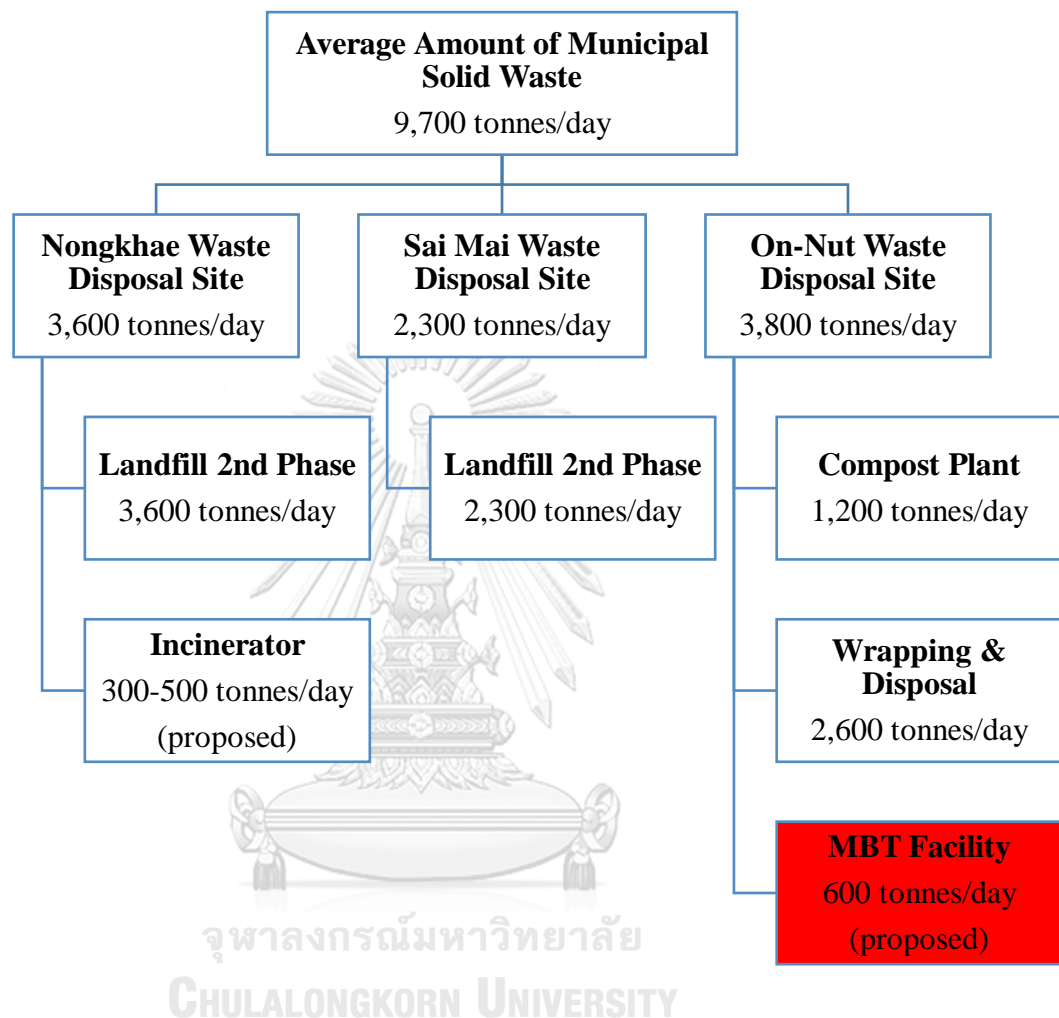 Average Amount of Municipal
Solid Waste
9,700 tonnes/day
Nongkhae Waste
Disposal Site
3,600 tonnes/day
Sai Mai Waste
Disposal Site
2,300 tonnes/day
On-Nut Waste
Disposal Site
3,800 tonnes/day
Landfill 2nd Phase
3,600 tonnes/day
Landfill 2nd Phase
2,300 tonnes/day
Compost Plant
1,200 tonnes/day
Incinerator
300-500 tonnes/day
(proposed)
Wrapping &
Disposal
2,600 tonnes/day
MBT Facility
600 tonnes/day
(proposed)
จุฬาลงกรณ์มหาวิทยาลัย
CHULALONGKORN UNIVERSITY